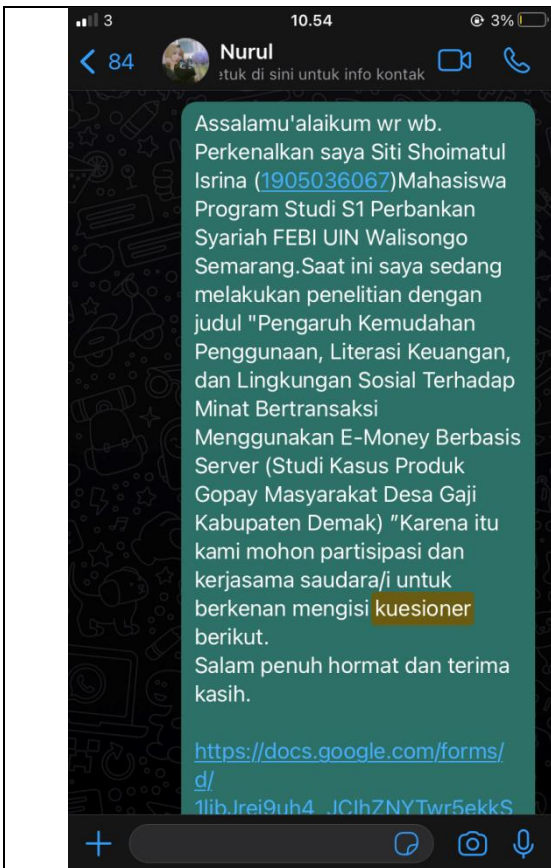 3
10.54
3%
84
Nurul
etuk di sini untuk info kontak
Assalamu'alaikum wr wb.
Perkenalkan saya Siti Shoimatul
Isrina (1905036067)Mahasiswa
Program Studi S1 Perbankan
Syariah FEBI UIN Walisongo
Semarang.Saat ini saya sedang
melakukan penelitian dengan
judul "Pengaruh Kemudahan
Penggunaan, Literasi Keuangan,
dan Lingkungan Sosial Terhadap
Minat Bertransaksi
Menggunakan E-Money Berbasis
Server (Studi Kasus Produk
Gopay Masyarakat Desa Gaji
Kabupaten Demak) "Karena itu
kami mohon partisipasi dan
kerjasama saudara/i untuk
berkenan mengisi kuesioner
berikut.
Salam penuh hormat dan terima
kasih.
https://docs.google.com/forms/
d/